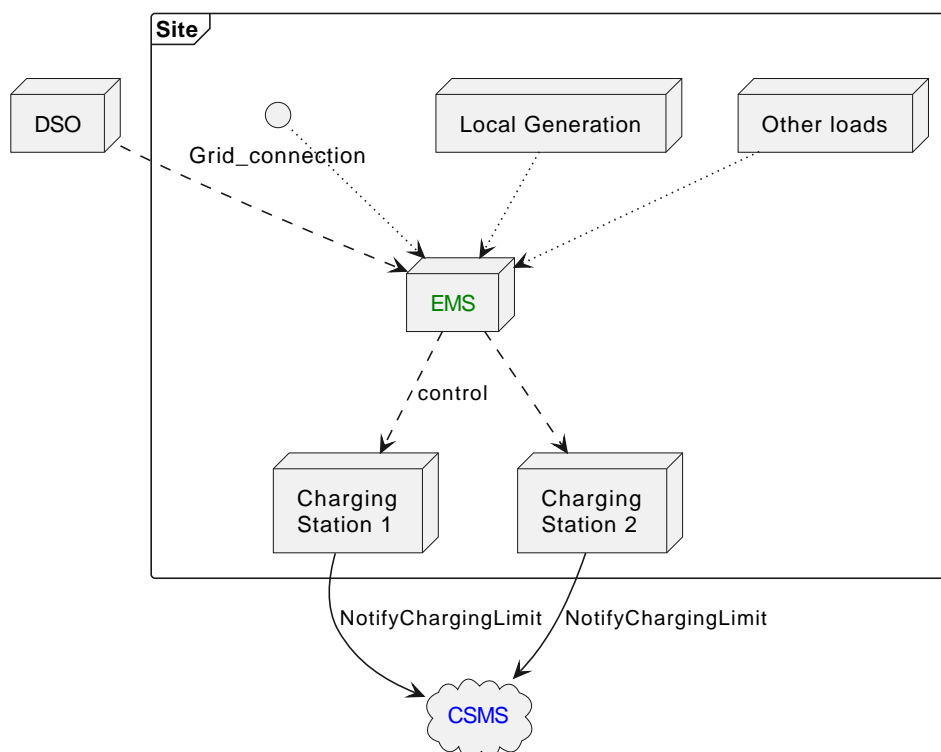 Site
DSO
Local Generation
Other loads
Grid_connection
EMS
control
Charging
Station 1
Charging
Station 2
NotifyChargingLimit
NotifyChargingLimit
CSMS